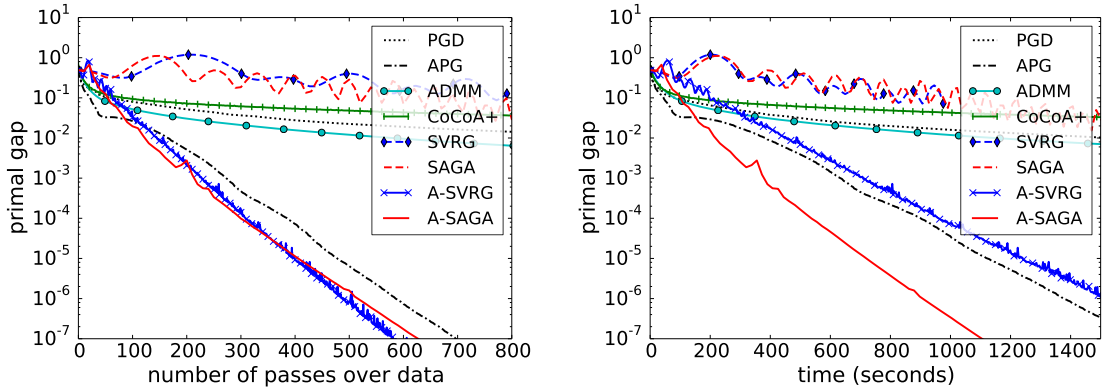 10^1
10^0
10^-1
10^-2
10^-3
10^-4
10^-5
10^-6
10^-7
primal gap
0 100 200 300 400 500 600 700 800
number of passes over data
PGD
APG
ADMM
CoCoA+
SVRG
SAGA
A-SVRG
A-SAGA
10^1
10^0
10^-1
10^-2
10^-3
10^-4
10^-5
10^-6
10^-7
primal gap
0 200 400 600 800 1000 1200 1400
time (seconds)
PGD
APG
ADMM
CoCoA+
SVRG
SAGA
A-SVRG
A-SAGA